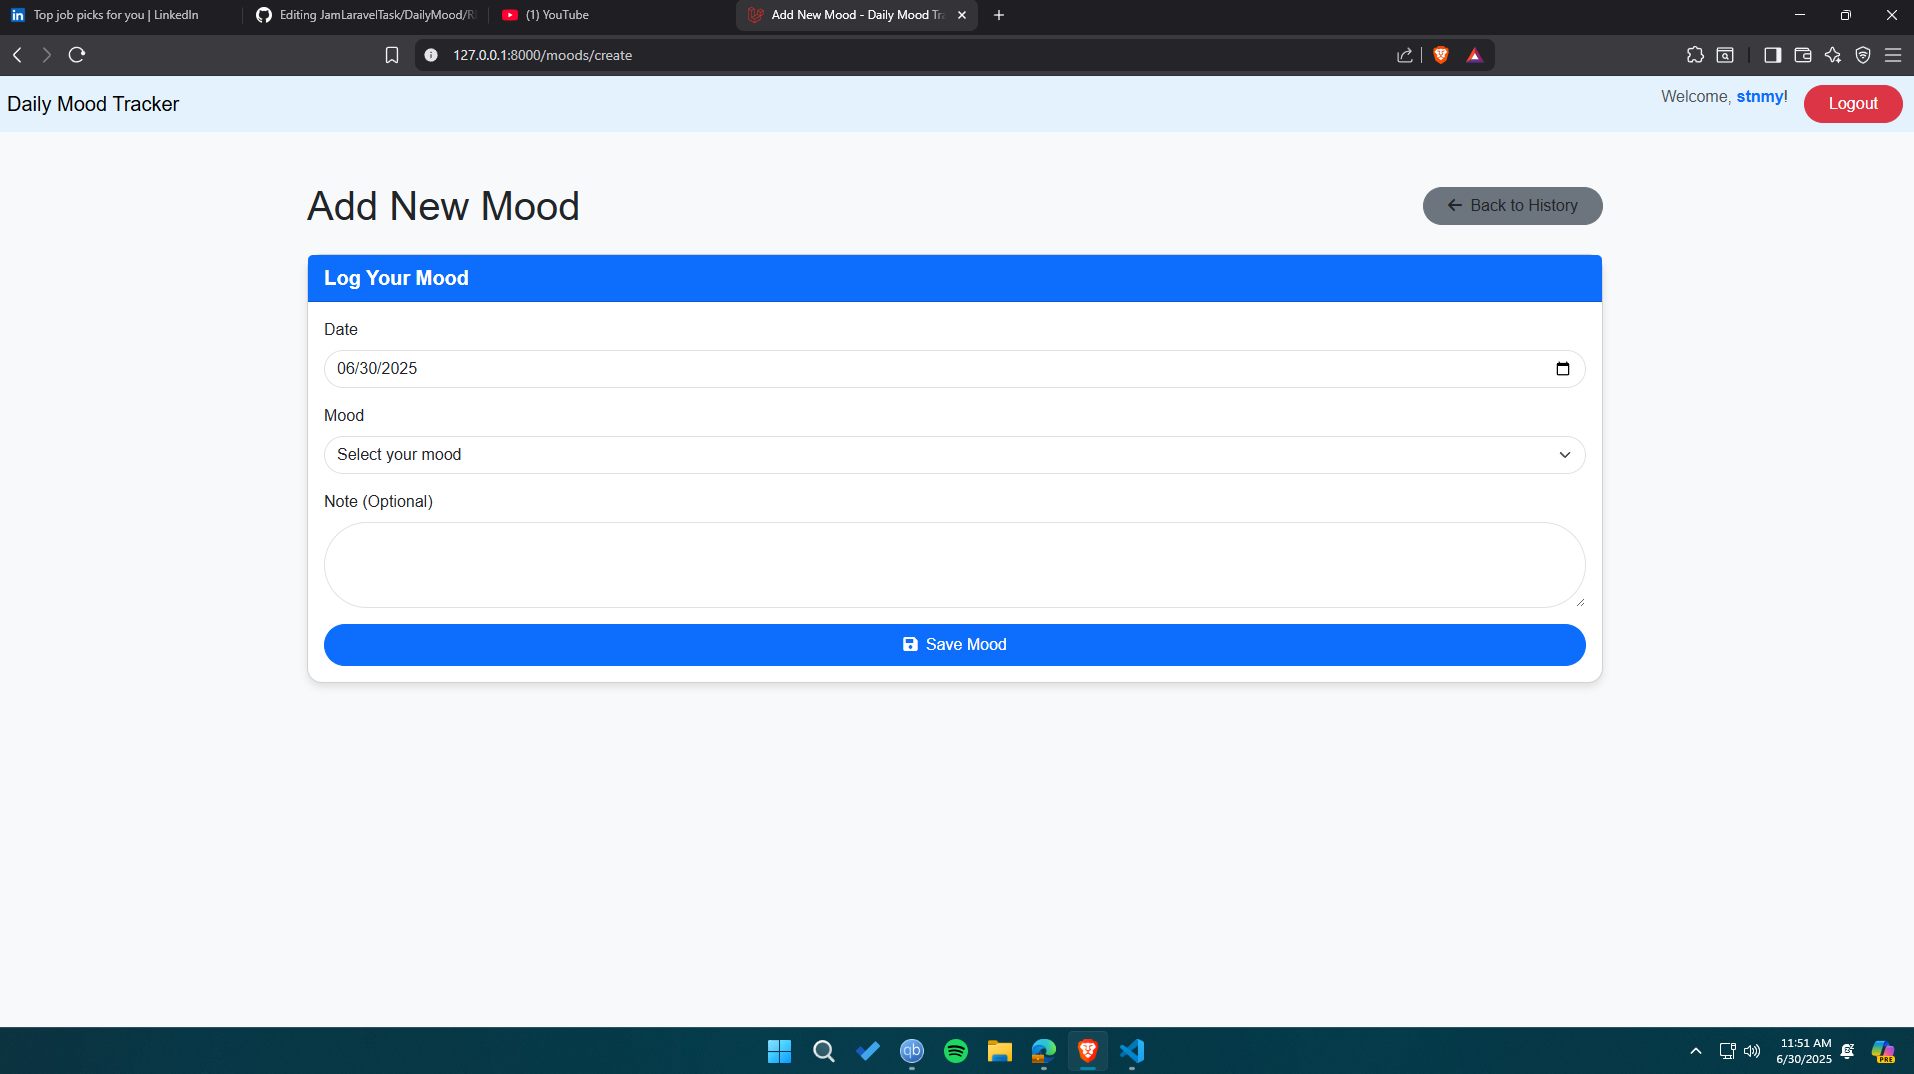 Top job picks for you | LinkedIn
Editing JamLaravelTask/DailyMood/R
(1) YouTube
Add New Mood - Daily Mood Tr
127.0.0.1:8000/moods/create
Daily Mood Tracker
Welcome, stnmy!
Logout
Add New Mood
Back to History
Log Your Mood
Date
06/30/2025
Mood
Select your mood
Note (Optional)
Save Mood
qb
11:51 AM
6/30/2025
PRE